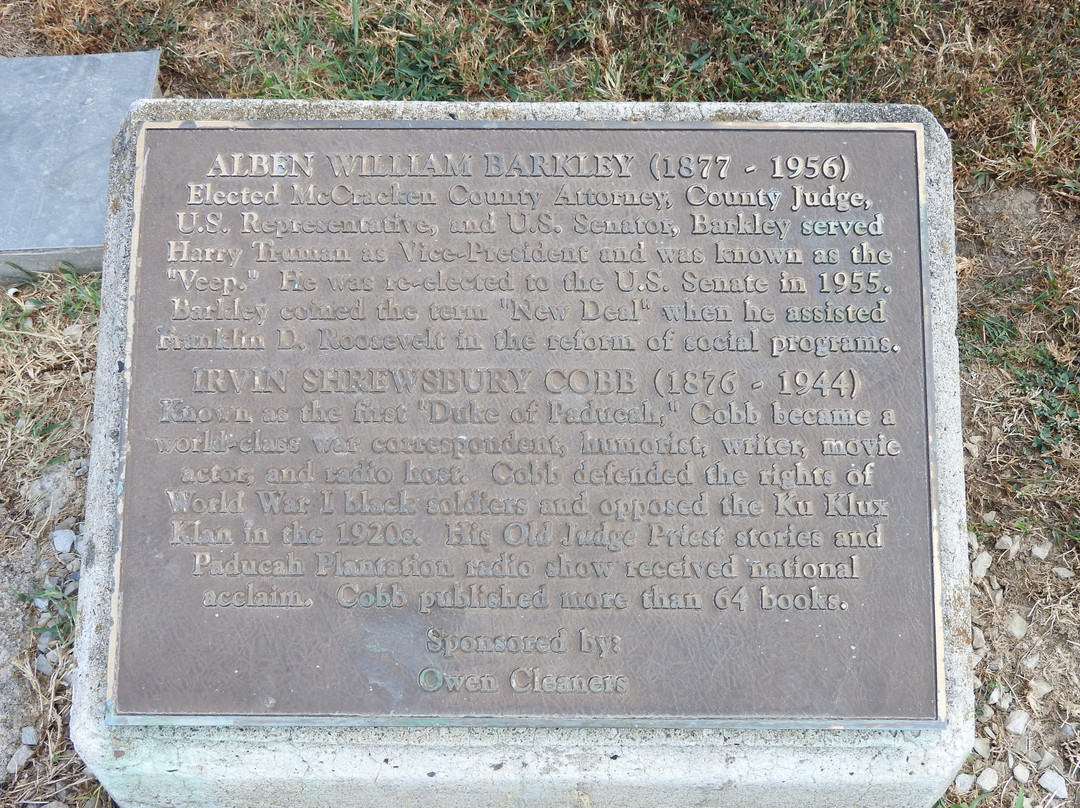 ALBEN WILLIAM BARKLEY (1877 - 1956)
Elected McCracken County Attorney, County Judge,
U.S. Representative, and U.S. Senator, Barkley served
Harry Truman as Vice-President and was known as the
"Veep." He was re-elected to the U.S. Senate in 1955.
Barkley coined the term "New Deal" when he assisted
Franklin D. Roosevelt in the reform of social programs.
IRVIN SHREWSBURY COBB (1876 - 1944)
Known as the first "Duke of Paducah," Cobb became a
world-class war correspondent, humorist, writer, movie
actor, and radio host. Cobb defended the rights of
World War I black soldiers and opposed the Ku Klux
Klan in the 1920s. His Old Judge Priest stories and
Paducah Plantation radio show received national
acclaim. Cobb published more than 64 books.
Sponsored by:
Owen Cleaners